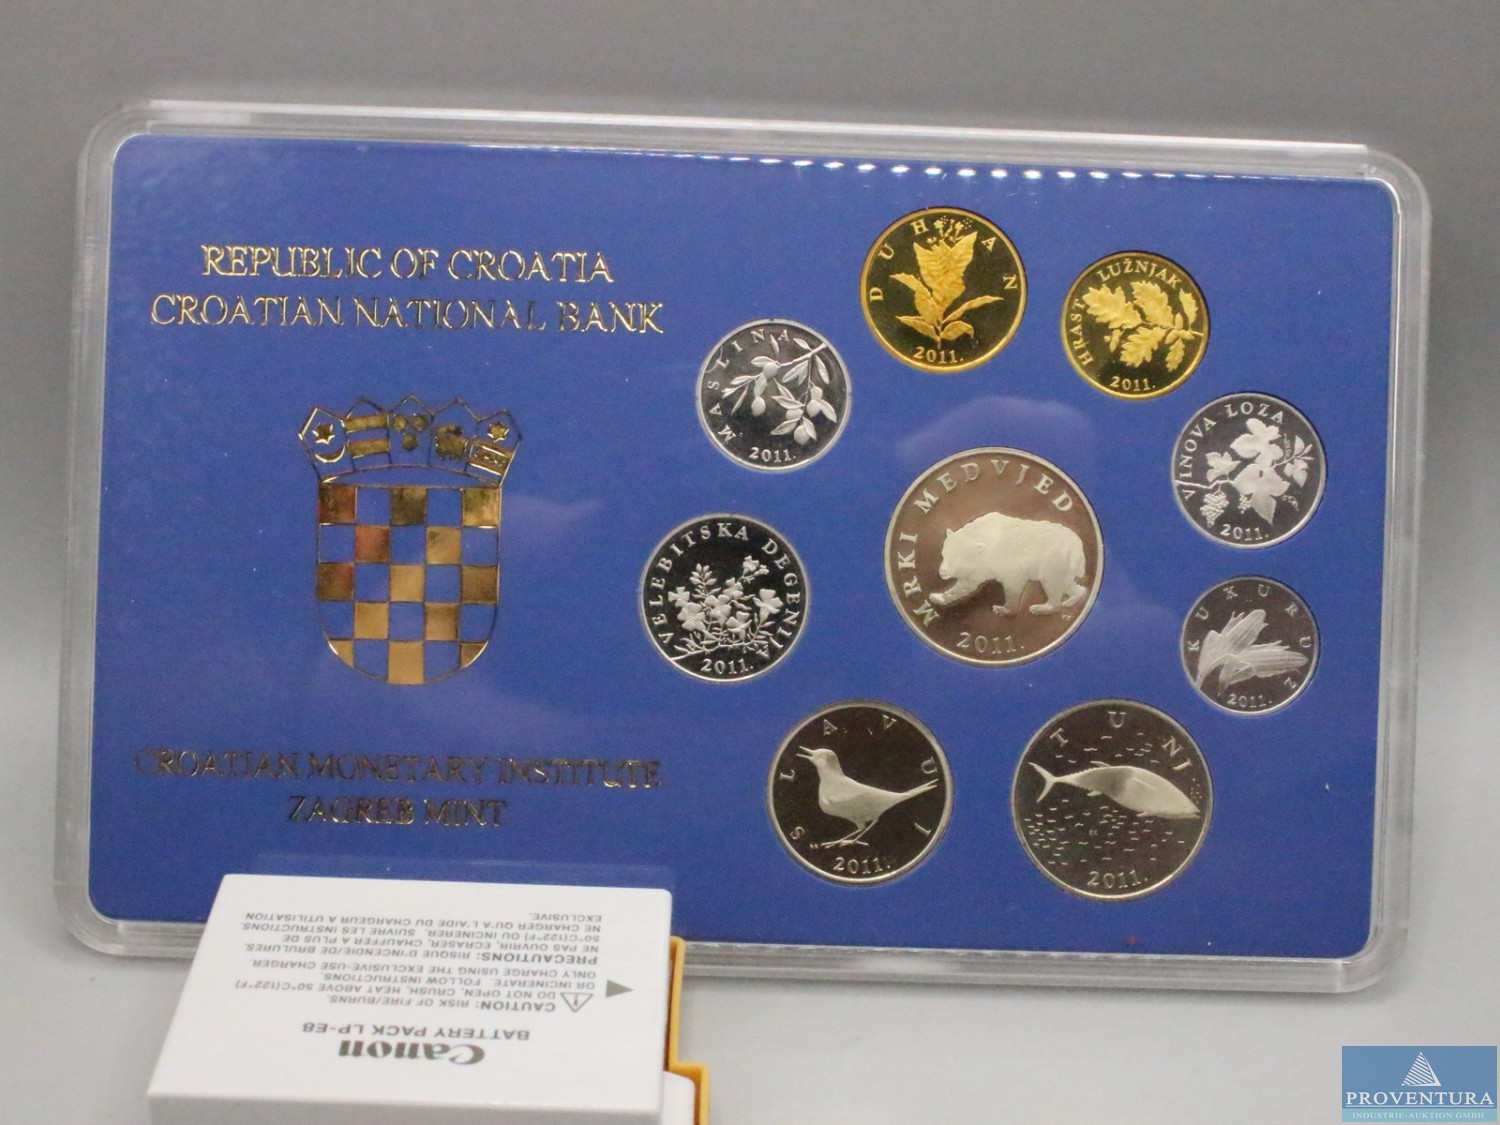 REPUBLIC OF CROATIA
CROATIAN NATIONAL BANK
CROATIAN MONETARY INSTITUTE
ZAGREB MINT
DUHAN
2011.
HRAST LUŽNJAK
2011.
MASLINA
2011.
VINOVA LOZA
2011.
MRKI MEDVJED
2011.
VELEBITSKA DEGENIJA
2011.
KUKURUZ
2011.
SLAVUJ
2011.
TUNJ
2011.
Canon
BATTERY PACK LP-E8
CAUTION: RISK OF FIRE/BURNS.
DO NOT OPEN, CRUSH, HEAT ABOVE 50°C(122°F)
OR INCINERATE. FOLLOW INSTRUCTIONS.
ONLY CHARGE USING THE EXCLUSIVE-USE CHARGER.
PRECAUTIONS: RISQUE D'INCENDIE/DE BRULURES.
NE PAS OUVRIR, ECRASER, CHAUFFER A PLUS DE
50°C(122°F) OU INCINERER. SUIVRE LES INSTRUCTIONS.
NE CHARGER QU'A L'AIDE DU CHARGEUR A UTILISATION
EXCLUSIVE.
PROVENTURA
INDUSTRIE-AUKTION GMBH